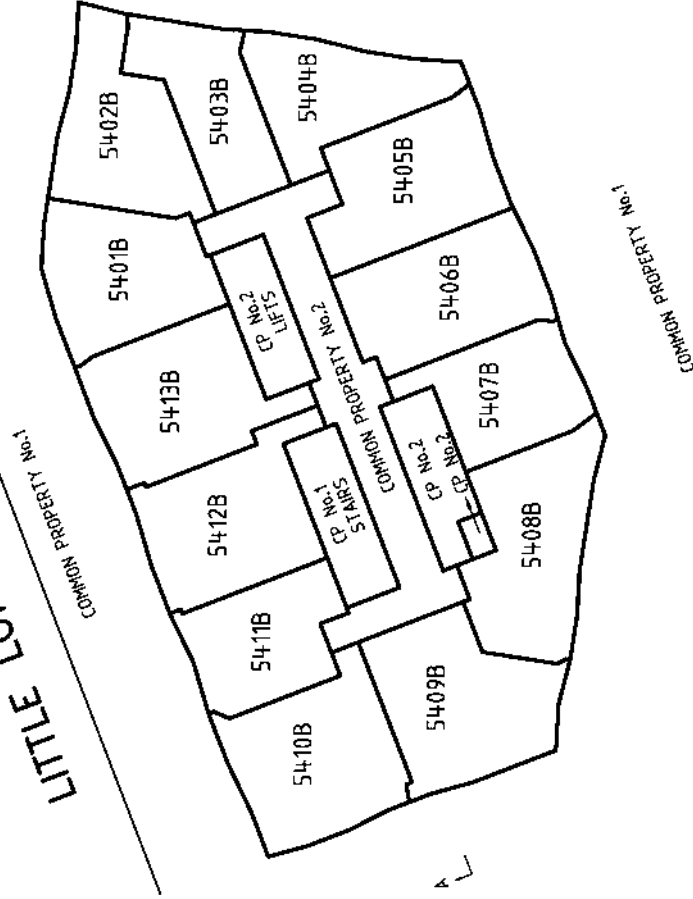 5402B
5403B
5404B
5401B
5405B
CP No.2
LIFTS
5406B
COMMON PROPERTY No.2
5413B
5407B
CP No.2
CP No.2
CP No.1
STAIRS
5412B
5408B
5411B
5409B
5410B
COMMON PROPERTY No.1
COMMON PROPERTY No.1
LITTLE
A